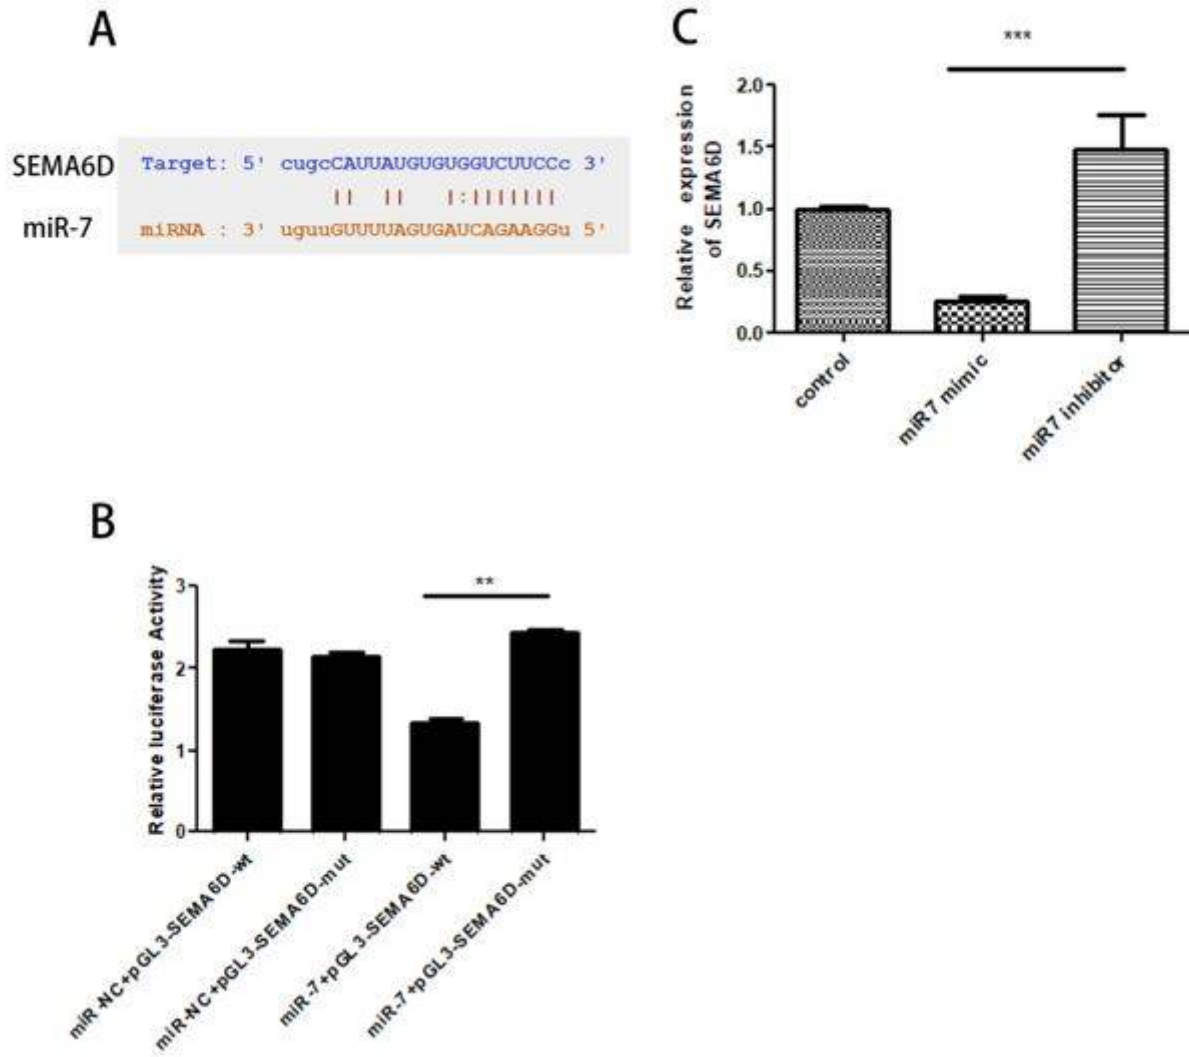 A
SEMA6D
Target: 5' cugcCAUUAUGUGUGGUCUUCCc 3'
|| || |:|||||||
miR-7
miRNA : 3' uguuGUUUUAGUGAUCAGAAGGu 5'
C
***
Relative expression
of SEMA6D
2.0
1.5
1.0
0.5
0.0
control
miR7 mimic
miR7 inhibitor
B
**
Relative luciferase Activity
3
2
1
0
miR-NC+pGL3-SEMA6D-wt
miR-NC+pGL3-SEMA6D-mut
miR-7+pGL3-SEMA6D-wt
miR-7+pGL3-SEMA6D-mut